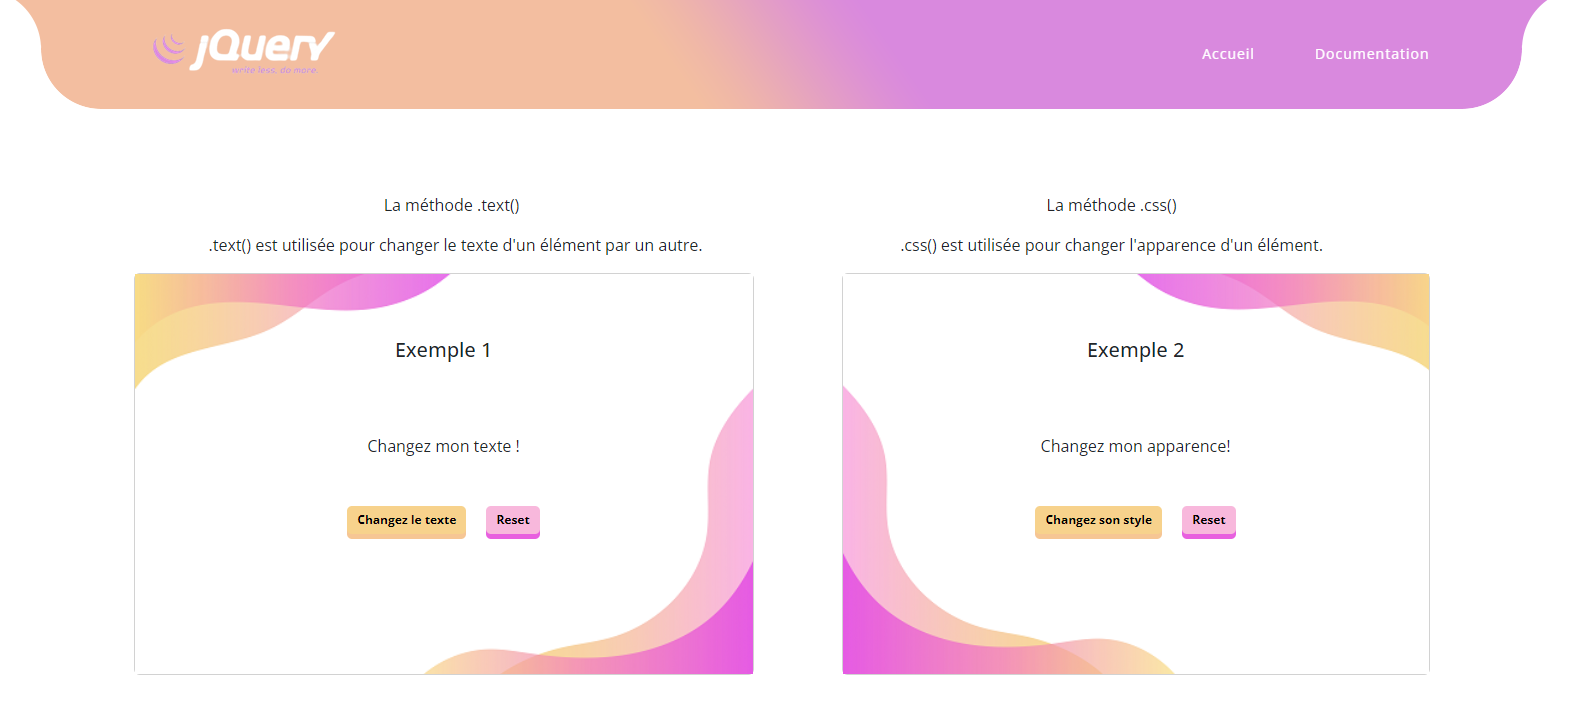 jQuery
write less. do more.
Accueil
Documentation
La méthode .text()
.text() est utilisée pour changer le texte d'un élément par un autre.
Exemple 1
Changez mon texte !
Changez le texte
Reset
La méthode .css()
.css() est utilisée pour changer l'apparence d'un élément.
Exemple 2
Changez mon apparence!
Changez son style
Reset